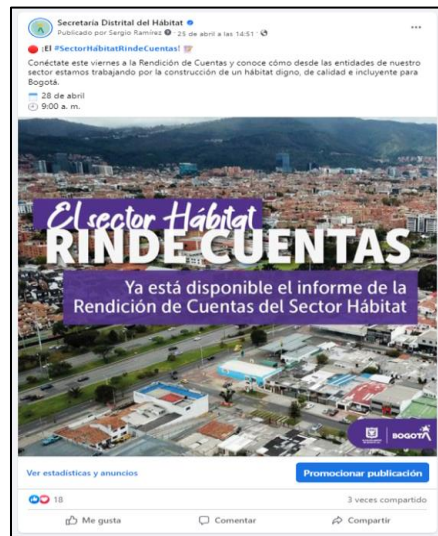 Secretaría Distrital del Hábitat
Publicado por Sergio Ramírez · 25 de abril a las 14:51 ·
¡El #SectorHábitatRindeCuentas!
Conéctate este viernes a la Rendición de Cuentas y conoce cómo desde las entidades de nuestro
sector estamos trabajando por la construcción de un hábitat digno, de calidad e incluyente para
Bogotá.
28 de abril
9:00 a. m.
El sector Hábitat
RINDE CUENTAS
Ya está disponible el informe de la
Rendición de Cuentas del Sector Hábitat
BOGOTÁ
Ver estadísticas y anuncios
Promocionar publicación
18
3 veces compartido
Me gusta
Comentar
Compartir